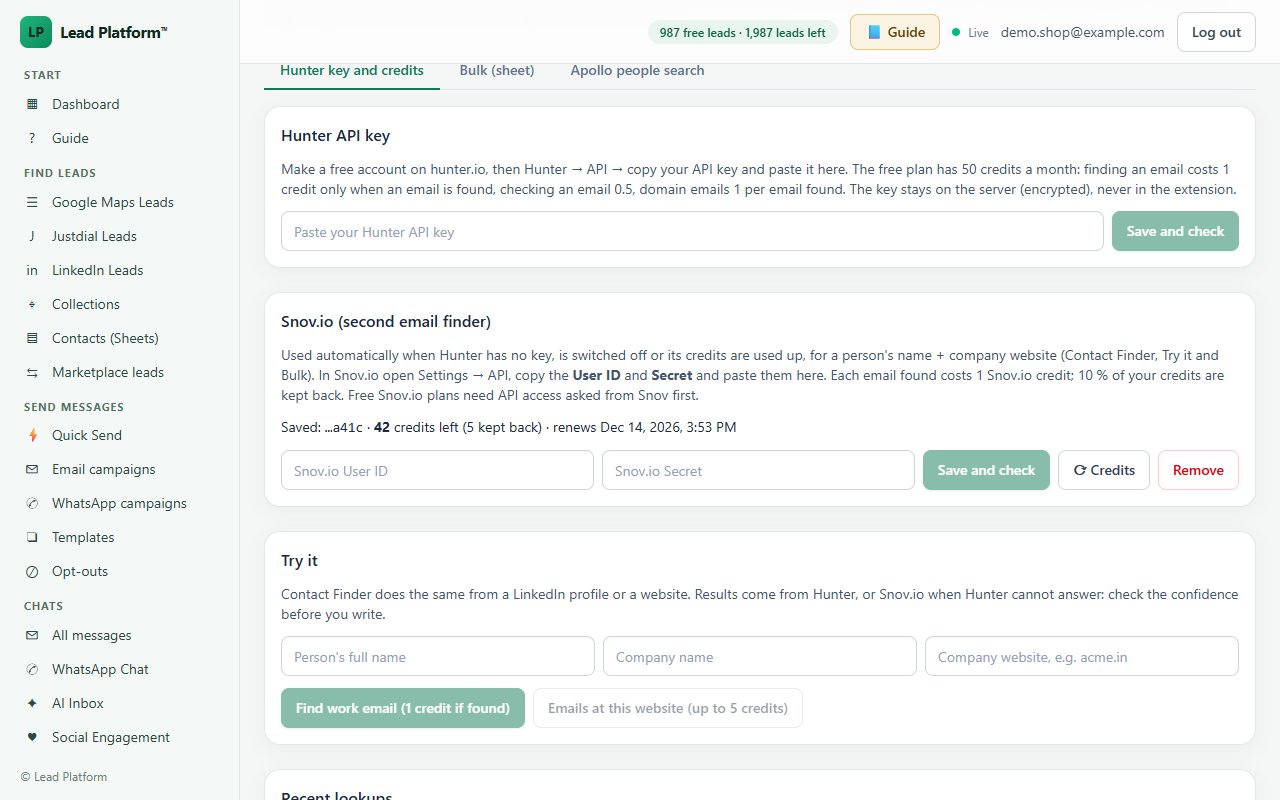 LP Lead Platform™
987 free leads · 1,987 leads left
📘 Guide
Live
demo.shop@example.com
Log out
START
Dashboard
? Guide
FIND LEADS
Google Maps Leads
J Justdial Leads
in LinkedIn Leads
Collections
Contacts (Sheets)
Marketplace leads
SEND MESSAGES
Quick Send
Email campaigns
WhatsApp campaigns
Templates
Opt-outs
CHATS
All messages
WhatsApp Chat
AI Inbox
Social Engagement
© Lead Platform
Hunter key and credits
Bulk (sheet)
Apollo people search
Hunter API key
Make a free account on hunter.io, then Hunter → API → copy your API key and paste it here. The free plan has 50 credits a month: finding an email costs 1
credit only when an email is found, checking an email 0.5, domain emails 1 per email found. The key stays on the server (encrypted), never in the extension.
Paste your Hunter API key
Save and check
Snov.io (second email finder)
Used automatically when Hunter has no key, is switched off or its credits are used up, for a person's name + company website (Contact Finder, Try it and
Bulk). In Snov.io open Settings → API, copy the User ID and Secret and paste them here. Each email found costs 1 Snov.io credit; 10 % of your credits are
kept back. Free Snov.io plans need API access asked from Snov first.
Saved: …a41c · 42 credits left (5 kept back) · renews Dec 14, 2026, 3:53 PM
Snov.io User ID
Snov.io Secret
Save and check
⟳ Credits
Remove
Try it
Contact Finder does the same from a LinkedIn profile or a website. Results come from Hunter, or Snov.io when Hunter cannot answer: check the confidence
before you write.
Person's full name
Company name
Company website, e.g. acme.in
Find work email (1 credit if found)
Emails at this website (up to 5 credits)
Recent lookups